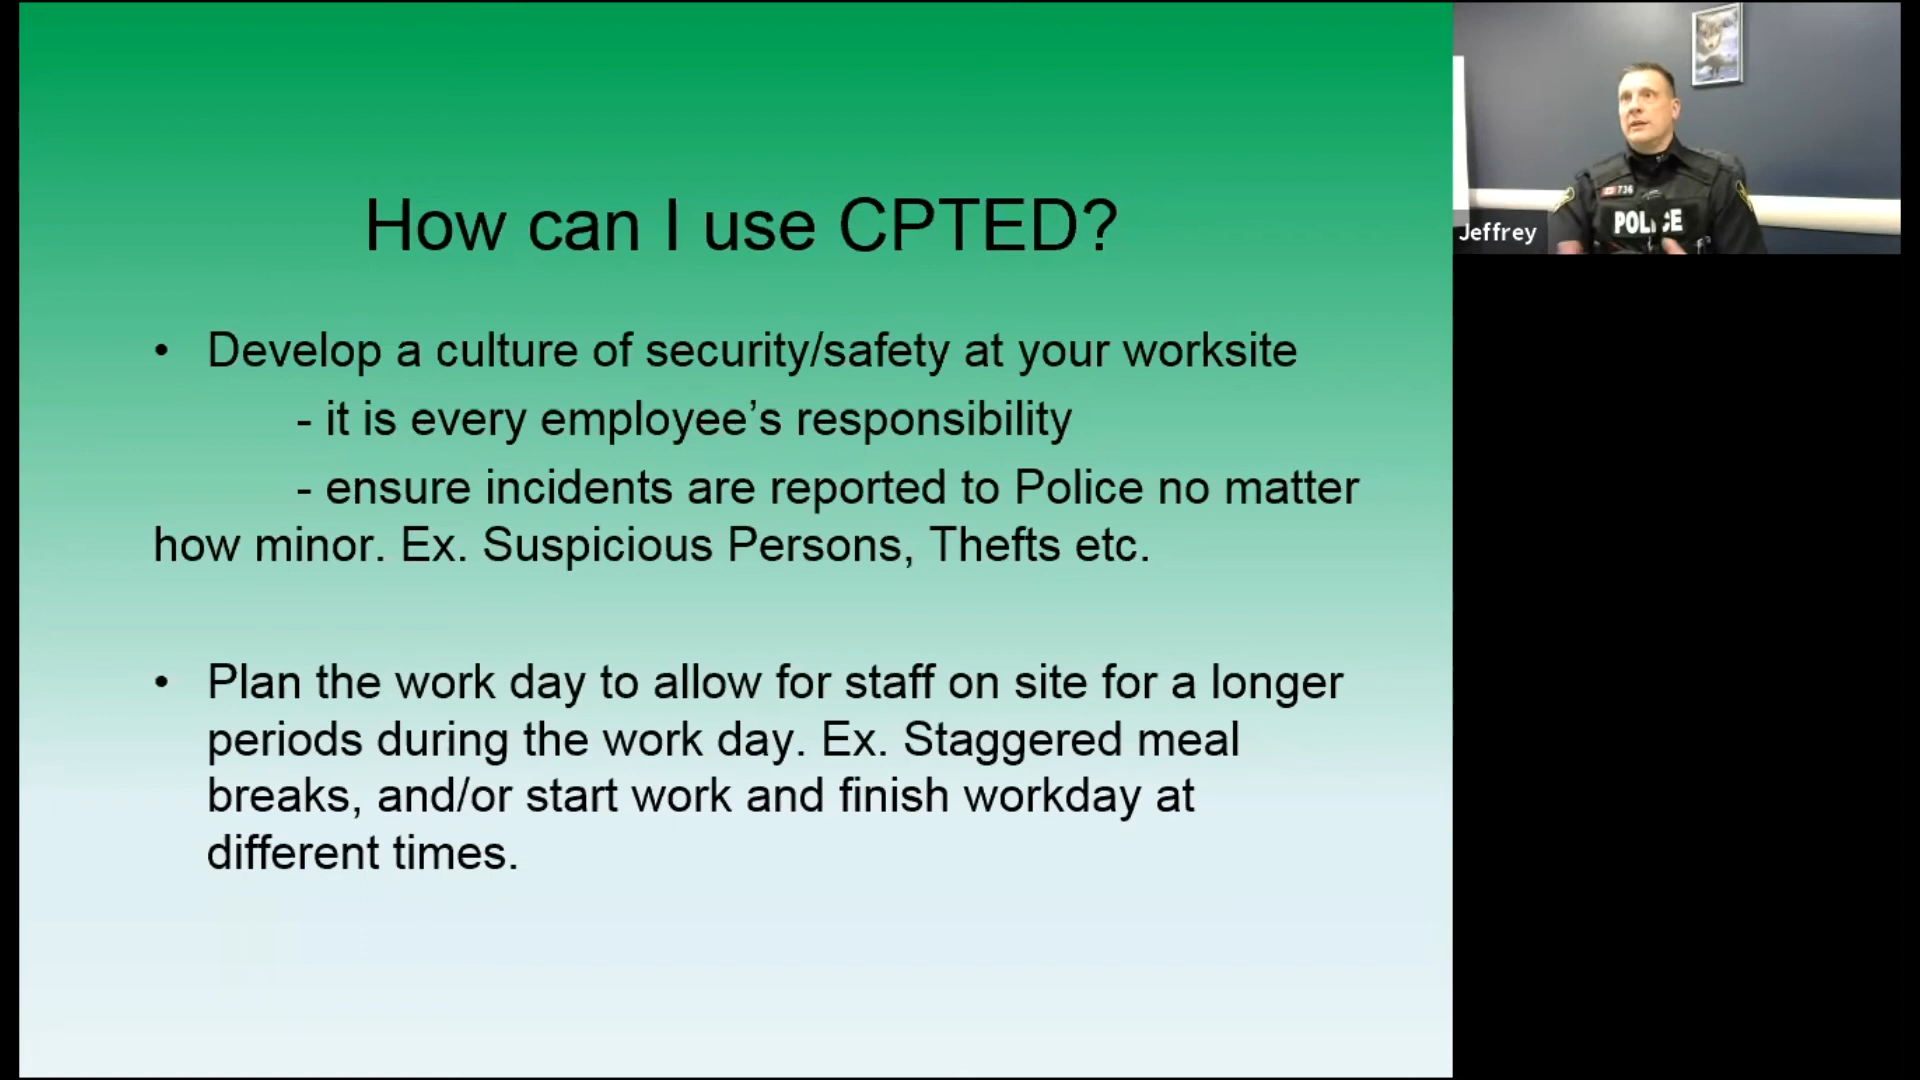 How can I use CPTED?
• Develop a culture of security/safety at your worksite
- it is every employee’s responsibility
- ensure incidents are reported to Police no matter
how minor. Ex. Suspicious Persons, Thefts etc.
• Plan the work day to allow for staff on site for a longer
periods during the work day. Ex. Staggered meal
breaks, and/or start work and finish workday at
different times.
736
POLICE
Jeffrey